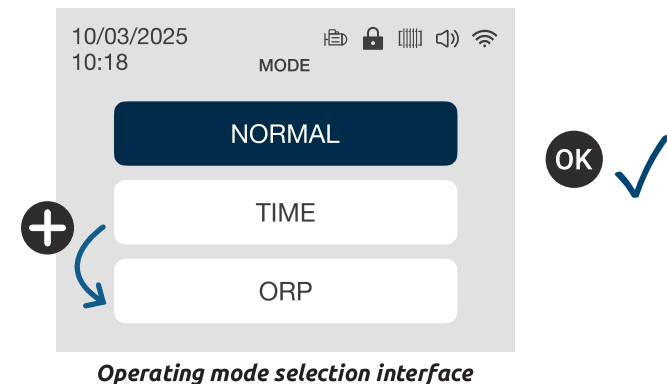 10/03/2025
10:18
MODE
NORMAL
OK
TIME
ORP
Operating mode selection interface